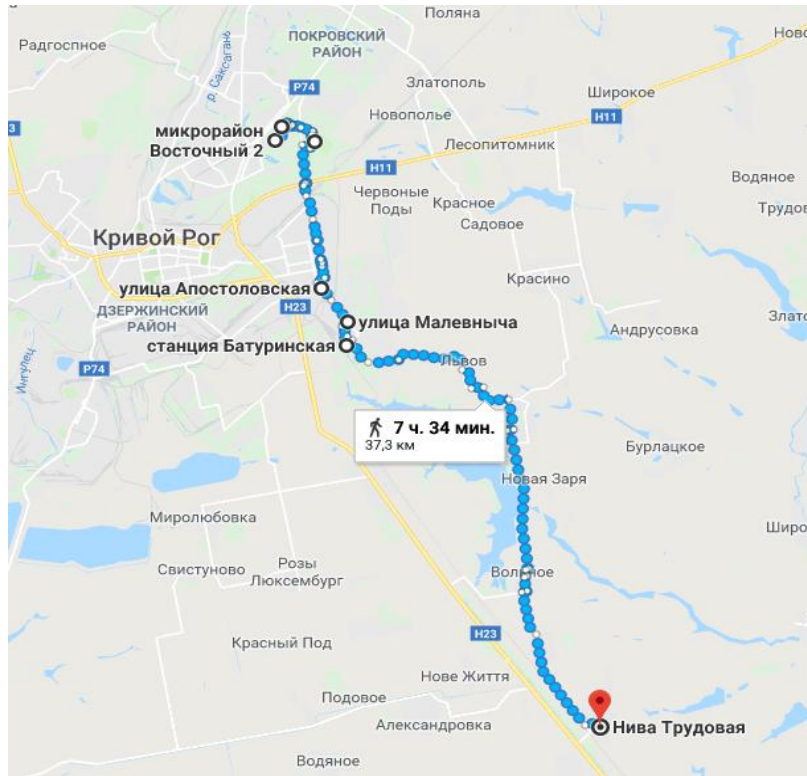 а
Поляна
ПОКРОВСКИЙ
РАЙОН
Ново
Радгоспное
р. Саксагань
Златополь
P74
Широкое
Новополье
H11
3
микрорайон
Восточный 2
Лесопитомник
H11
Водяное
Червоные
Поды
Красное
Трудов
Садовое
Кривой Рог
Красино
улица Апостоловская
H23
ДЗЕРЖИНСКИЙ
РАЙОН
улица Малевныча
Злато
Андрусовка
станция Батуринская
Львов
P74
Ингулец
7 ч. 34 мин.
37,3 км
Бурлацкое
Новая Заря
Миролюбовка
Широ
Свистуново
Розы
Люксембург
Вольное
H23
Красный Под
Нове Життя
Подовое
Александровка
Нива Трудовая
Водяное